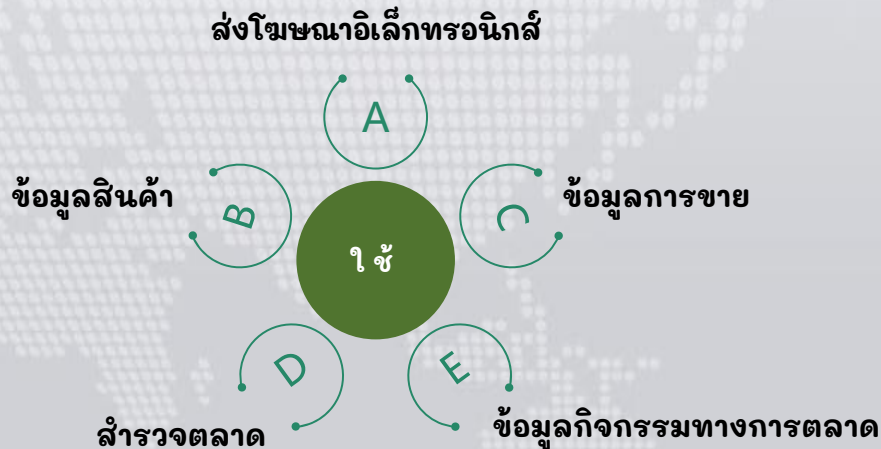 ส่งโฆษณาอิเล็กทรอนิกส์
A
ข้อมูลสินค้า
B
ใช้
C
ข้อมูลการขาย
D
E
สำรวจตลาด
ข้อมูลกิจกรรมทางการตลาด